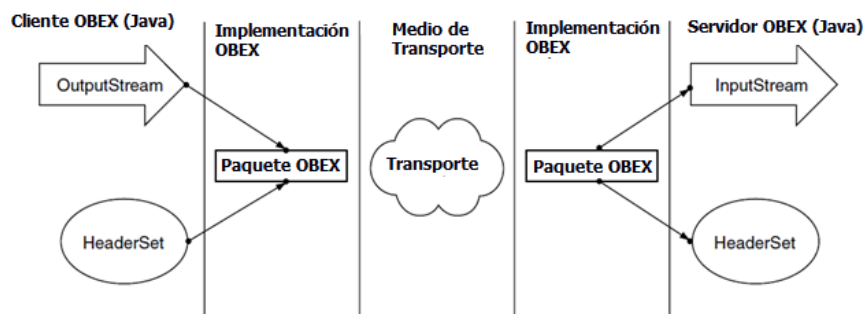 Cliente OBEX (Java)
Implementación
OBEX
Medio de
Transporte
Implementación
OBEX
Servidor OBEX (Java)
OutputStream
InputStream
Paquete OBEX
Transporte
Paquete OBEX
HeaderSet
HeaderSet